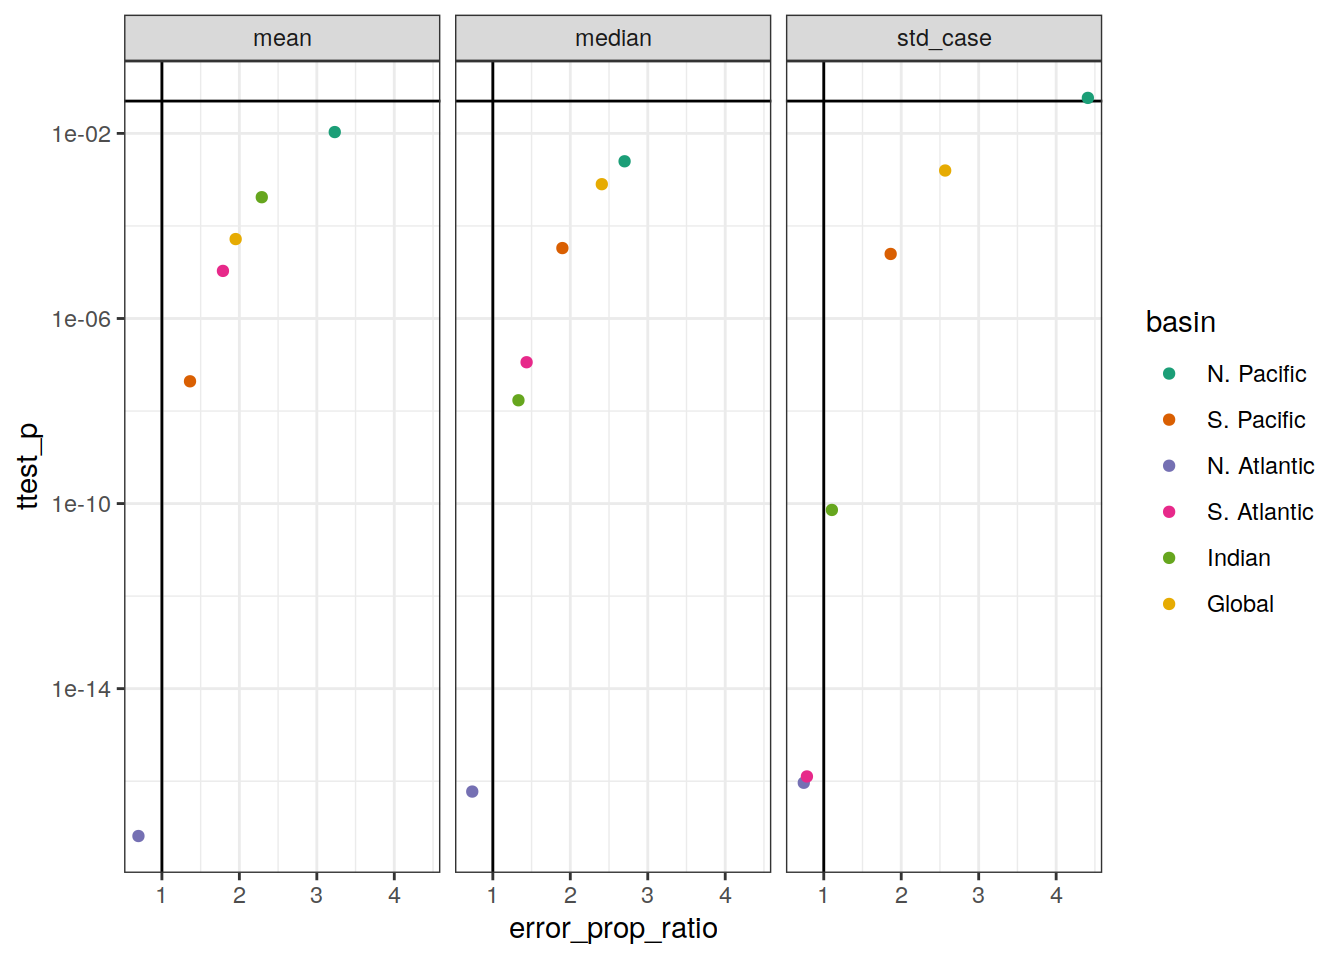 mean median std_case
1e-02
1e-06
1e-10
1e-14
ttest_p
1 2 3 4 1 2 3 4 1 2 3 4
error_prop_ratio
basin
N. Pacific
S. Pacific
N. Atlantic
S. Atlantic
Indian
Global